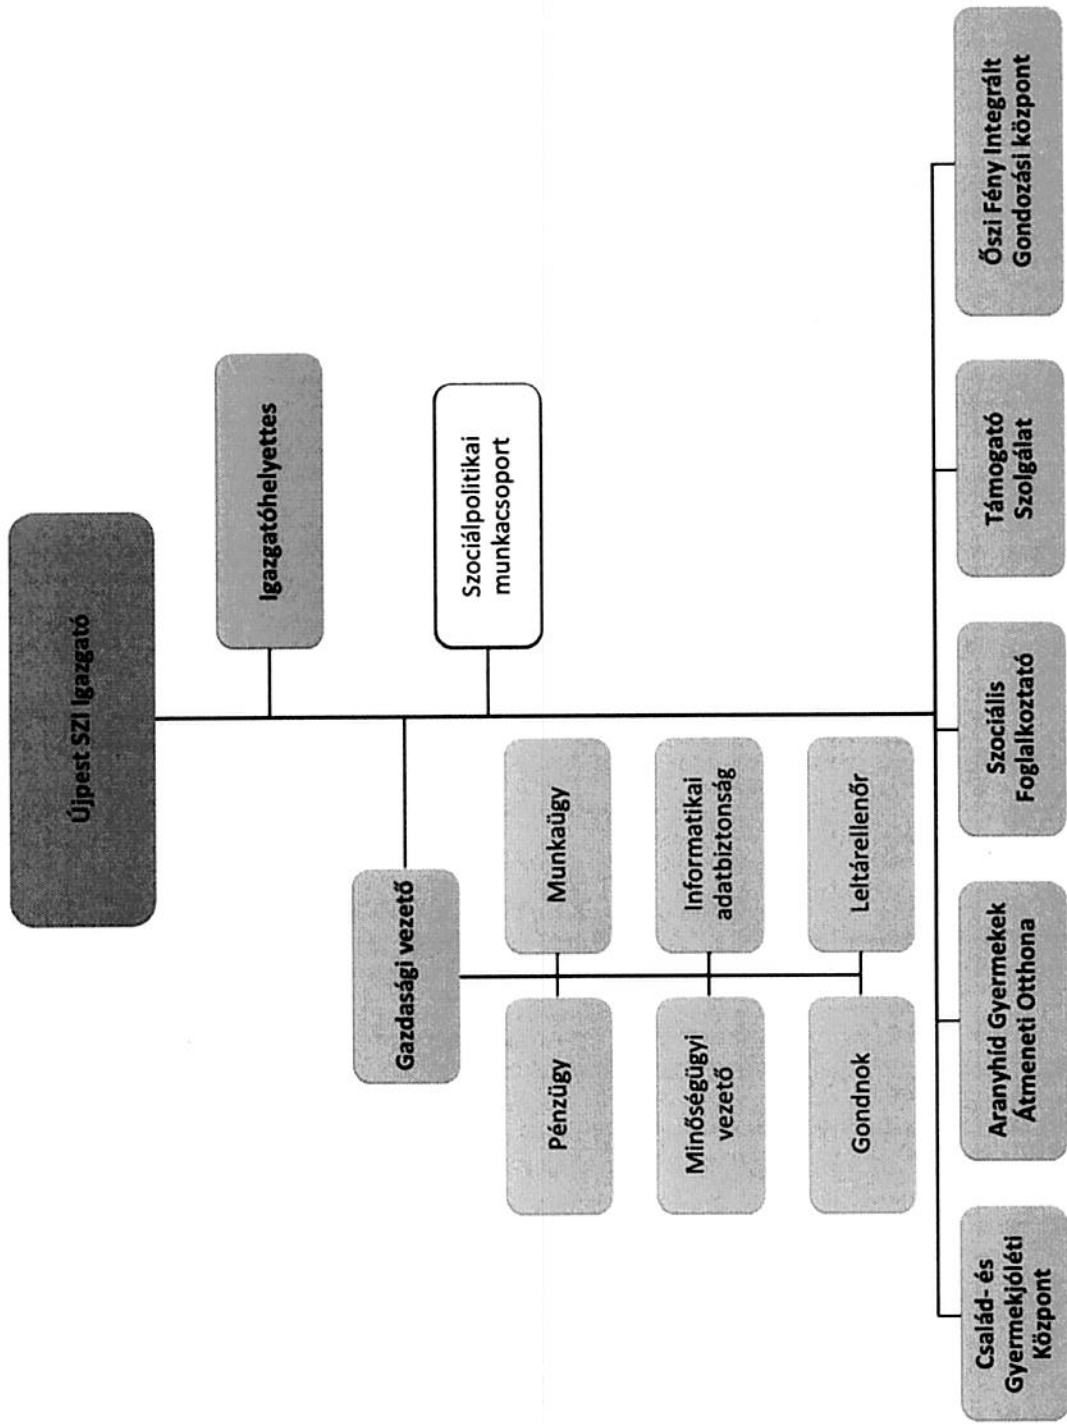 Újpest SZI Igazgató
Igazgatóhelyettes
Gazdasági vezető
Szociálpolitikai
munkacsoport
Pénzügy
Munkaügy
Minőségügyi
vezető
Informatikai
adatbiztonság
Gondnok
Leltárellenőr
Család- és
Gyermekjóléti
Központ
Aranyhíd Gyermekek
Átmeneti Otthona
Szociális
Foglalkoztató
Támogató
Szolgálat
Őszi Fény Integrált
Gondozási központ